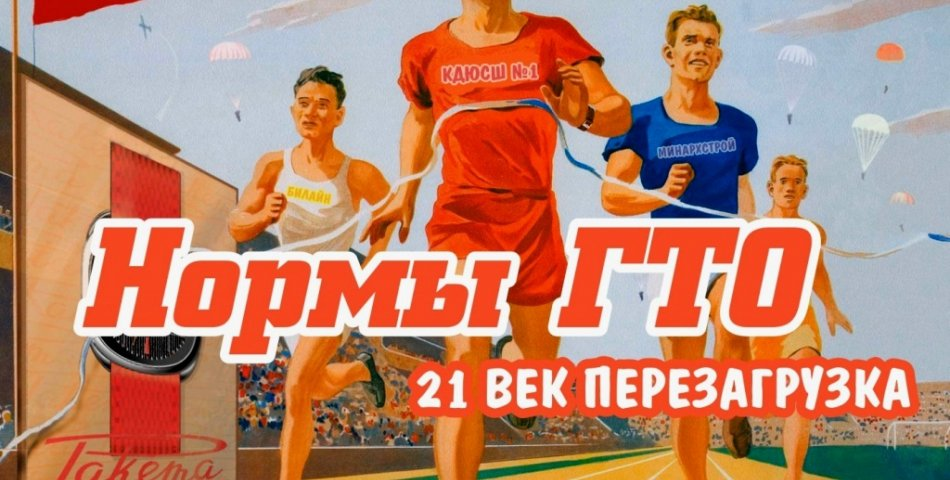 КДЮСШ №1
МИНАРХСТРОЙ
БИЛАЙН
Нормы ГТО
21 ВЕК ПЕРЕЗАГРУЗКА
Ракета